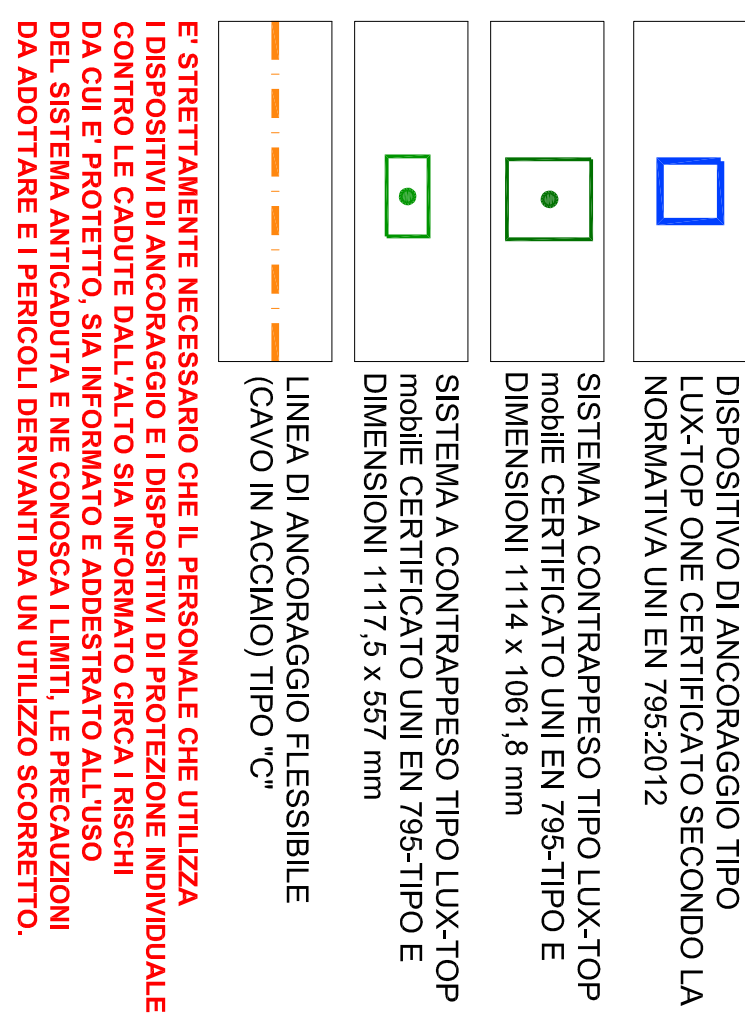 DISPOSITIVO DI ANCORAGGIO TIPO
LUX-TOP ONE CERTIFICATO SECONDO LA
NORMATIVA UNI EN 795:2012
SISTEMA A CONTRAPPESO TIPO LUX-TOP
mobilE CERTIFICATO UNI EN 795-TIPO E
DIMENSIONI 1114 x 1061,8 mm
SISTEMA A CONTRAPPESO TIPO LUX-TOP
mobilE CERTIFICATO UNI EN 795-TIPO E
DIMENSIONI 1117,5 x 557 mm
LINEA DI ANCORAGGIO FLESSIBILE
(CAVO IN ACCIAIO) TIPO "C"
E' STRETTAMENTE NECESSARIO CHE IL PERSONALE CHE UTILIZZA
I DISPOSITIVI DI ANCORAGGIO E I DISPOSITIVI DI PROTEZIONE INDIVIDUALE
CONTRO LE CADUTE DALL'ALTO SIA INFORMATO CIRCA I RISCHI
DA CUI E' PROTETTO, SIA INFORMATO E ADDESTRATO ALL'USO
DEL SISTEMA ANTICADUTA E NE CONOSCA I LIMITI, LE PRECAUZIONI
DA ADOTTARE E I PERICOLI DERIVANTI DA UN UTILIZZO SCORRETTO.